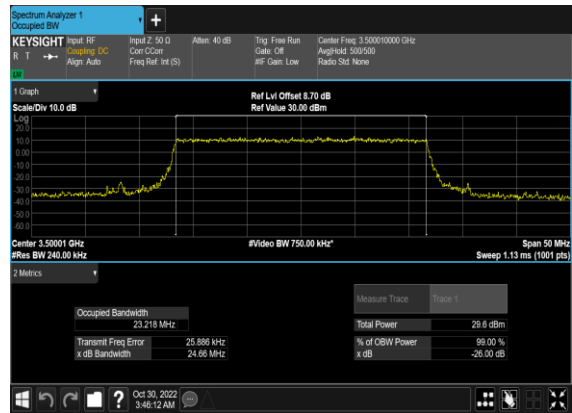 Spectrum Analyzer 1
Occupied BW
KEYSIGHT Input: RF Input Z: 50 Ω Atten: 40 dB Trig: Free Run Center Freq: 3.500010000 GHz
R T Coupling: DC Corr CCorr Gate: Off Avg|Hold: 500/500
Align: Auto Freq Ref: Int (S) #IF Gain: Low Radio Std: None
LW
1 Graph
Ref Lvl Offset 8.70 dB
Scale/Div 10.0 dB Ref Value 30.00 dBm
Log
20.0
10.0
0.00
-10.0
-20.0
-30.0
-40.0
-50.0
-60.0
Center 3.50001 GHz #Video BW 750.00 kHz* Span 50 MHz
#Res BW 240.00 kHz Sweep 1.13 ms (1001 pts)
2 Metrics
Measure Trace Trace 1
Occupied Bandwidth
23.218 MHz Total Power 29.6 dBm
Transmit Freq Error 25.886 kHz % of OBW Power 99.00 %
x dB Bandwidth 24.66 MHz x dB -26.00 dB
? Oct 30, 2022
3:46:12 AM